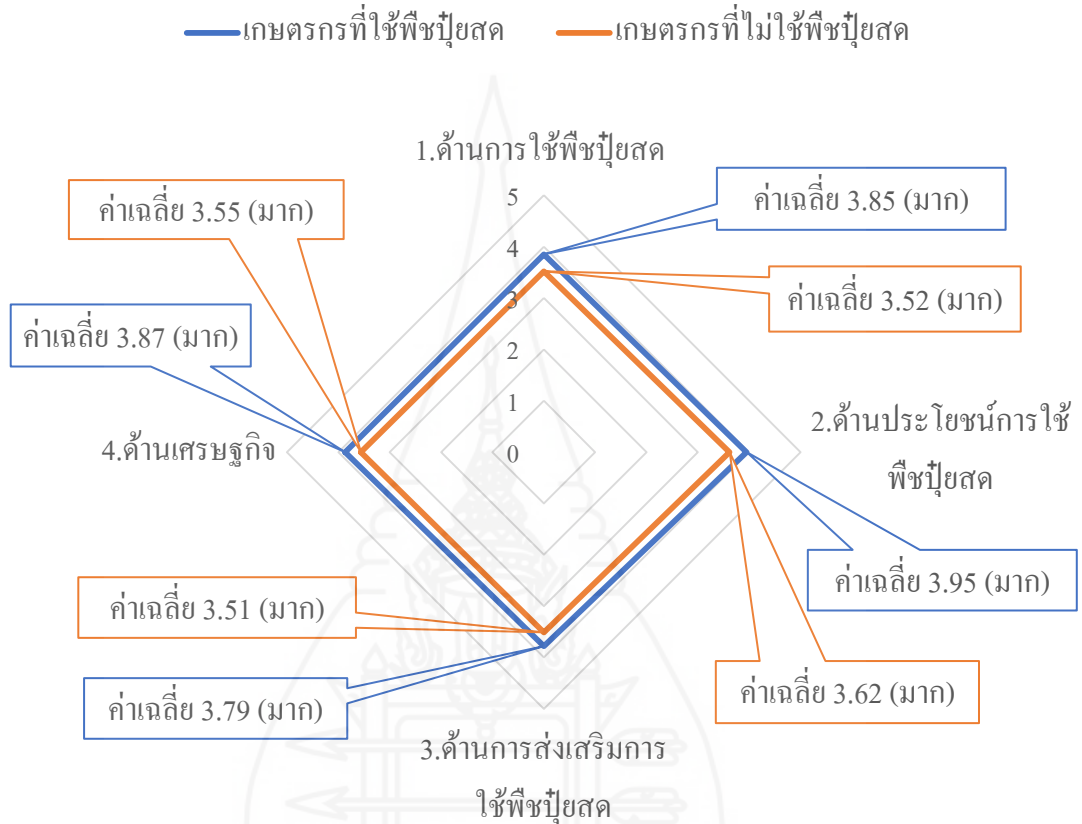 เกษตรกรที่ใช้พืชปุ๋ยสด
เกษตรกรที่ไม่ใช้พืชปุ๋ยสด
1.ด้านการใช้พืชปุ๋ยสด
ค่าเฉลี่ย 3.55 (มาก)
ค่าเฉลี่ย 3.85 (มาก)
5
4
3
2
1
0
ค่าเฉลี่ย 3.52 (มาก)
ค่าเฉลี่ย 3.87 (มาก)
4.ด้านเศรษฐกิจ
2.ด้านประโยชน์การใช้
พืชปุ๋ยสด
ค่าเฉลี่ย 3.95 (มาก)
ค่าเฉลี่ย 3.51 (มาก)
ค่าเฉลี่ย 3.62 (มาก)
ค่าเฉลี่ย 3.79 (มาก)
3.ด้านการส่งเสริมการ
ใช้พืชปุ๋ยสด